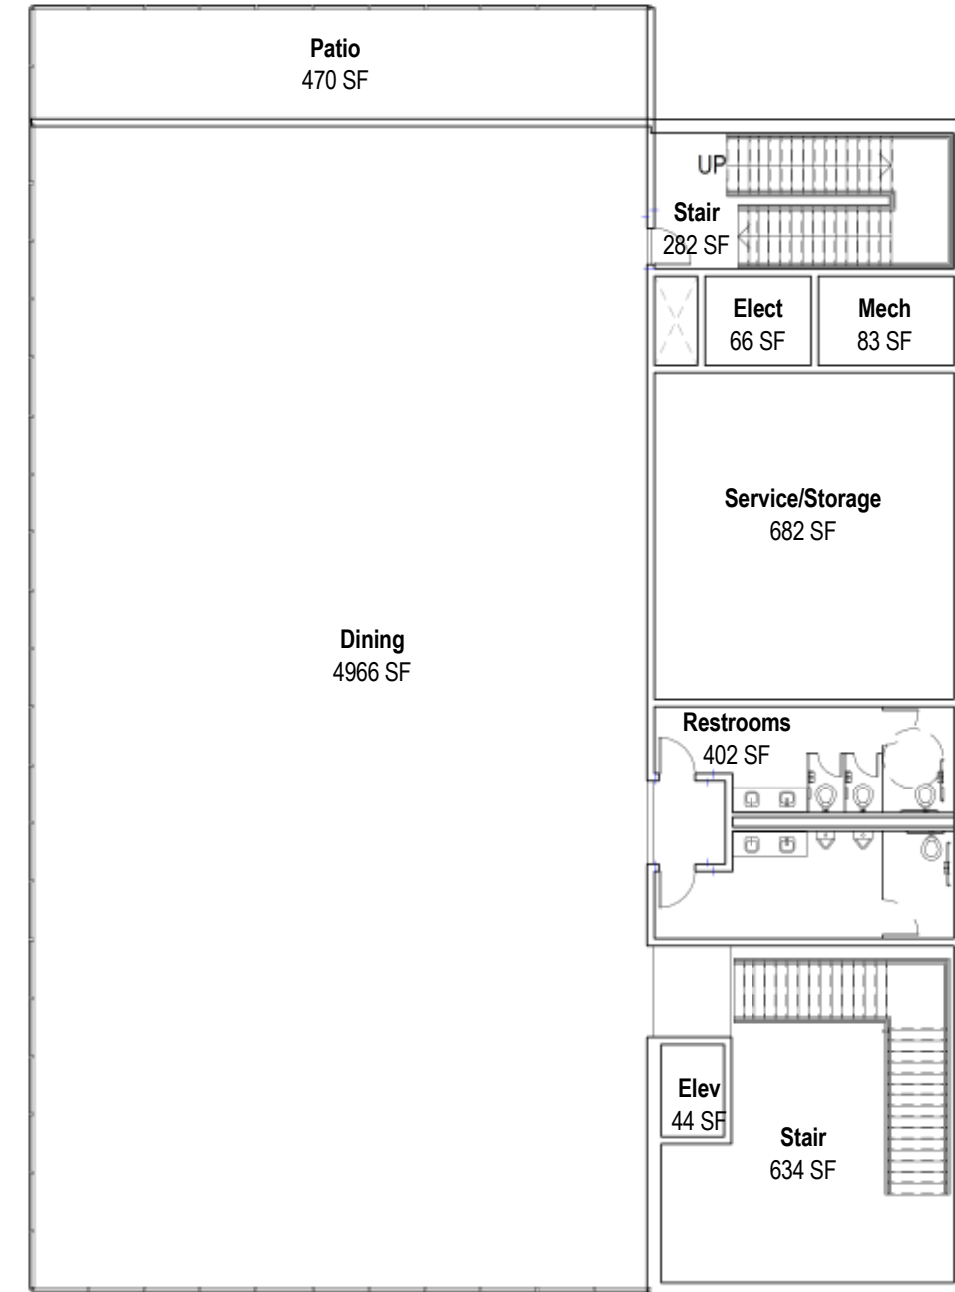 Patio
470 SF
UP
Stair
282 SF
Elect
66 SF
Mech
83 SF
Service/Storage
682 SF
Dining
4966 SF
Restrooms
402 SF
Elev
44 SF
Stair
634 SF